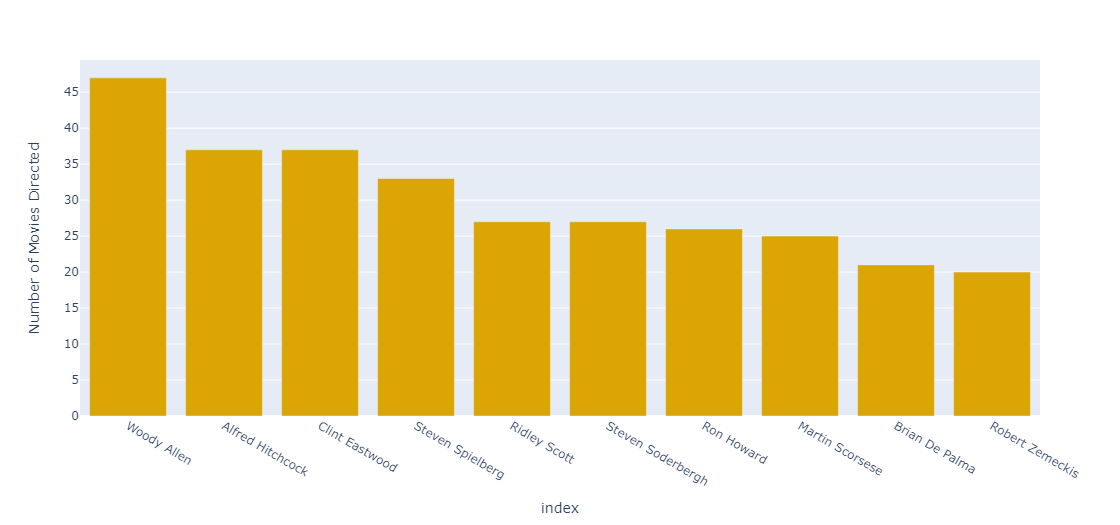 Number of Movies Directed
45
40
35
30
25
20
15
10
5
0
Woody Allen
Alfred Hitchcock
Clint Eastwood
Steven Spielberg
Ridley Scott
Steven Soderbergh
Ron Howard
Martin Scorsese
Brian De Palma
Robert Zemeckis
index